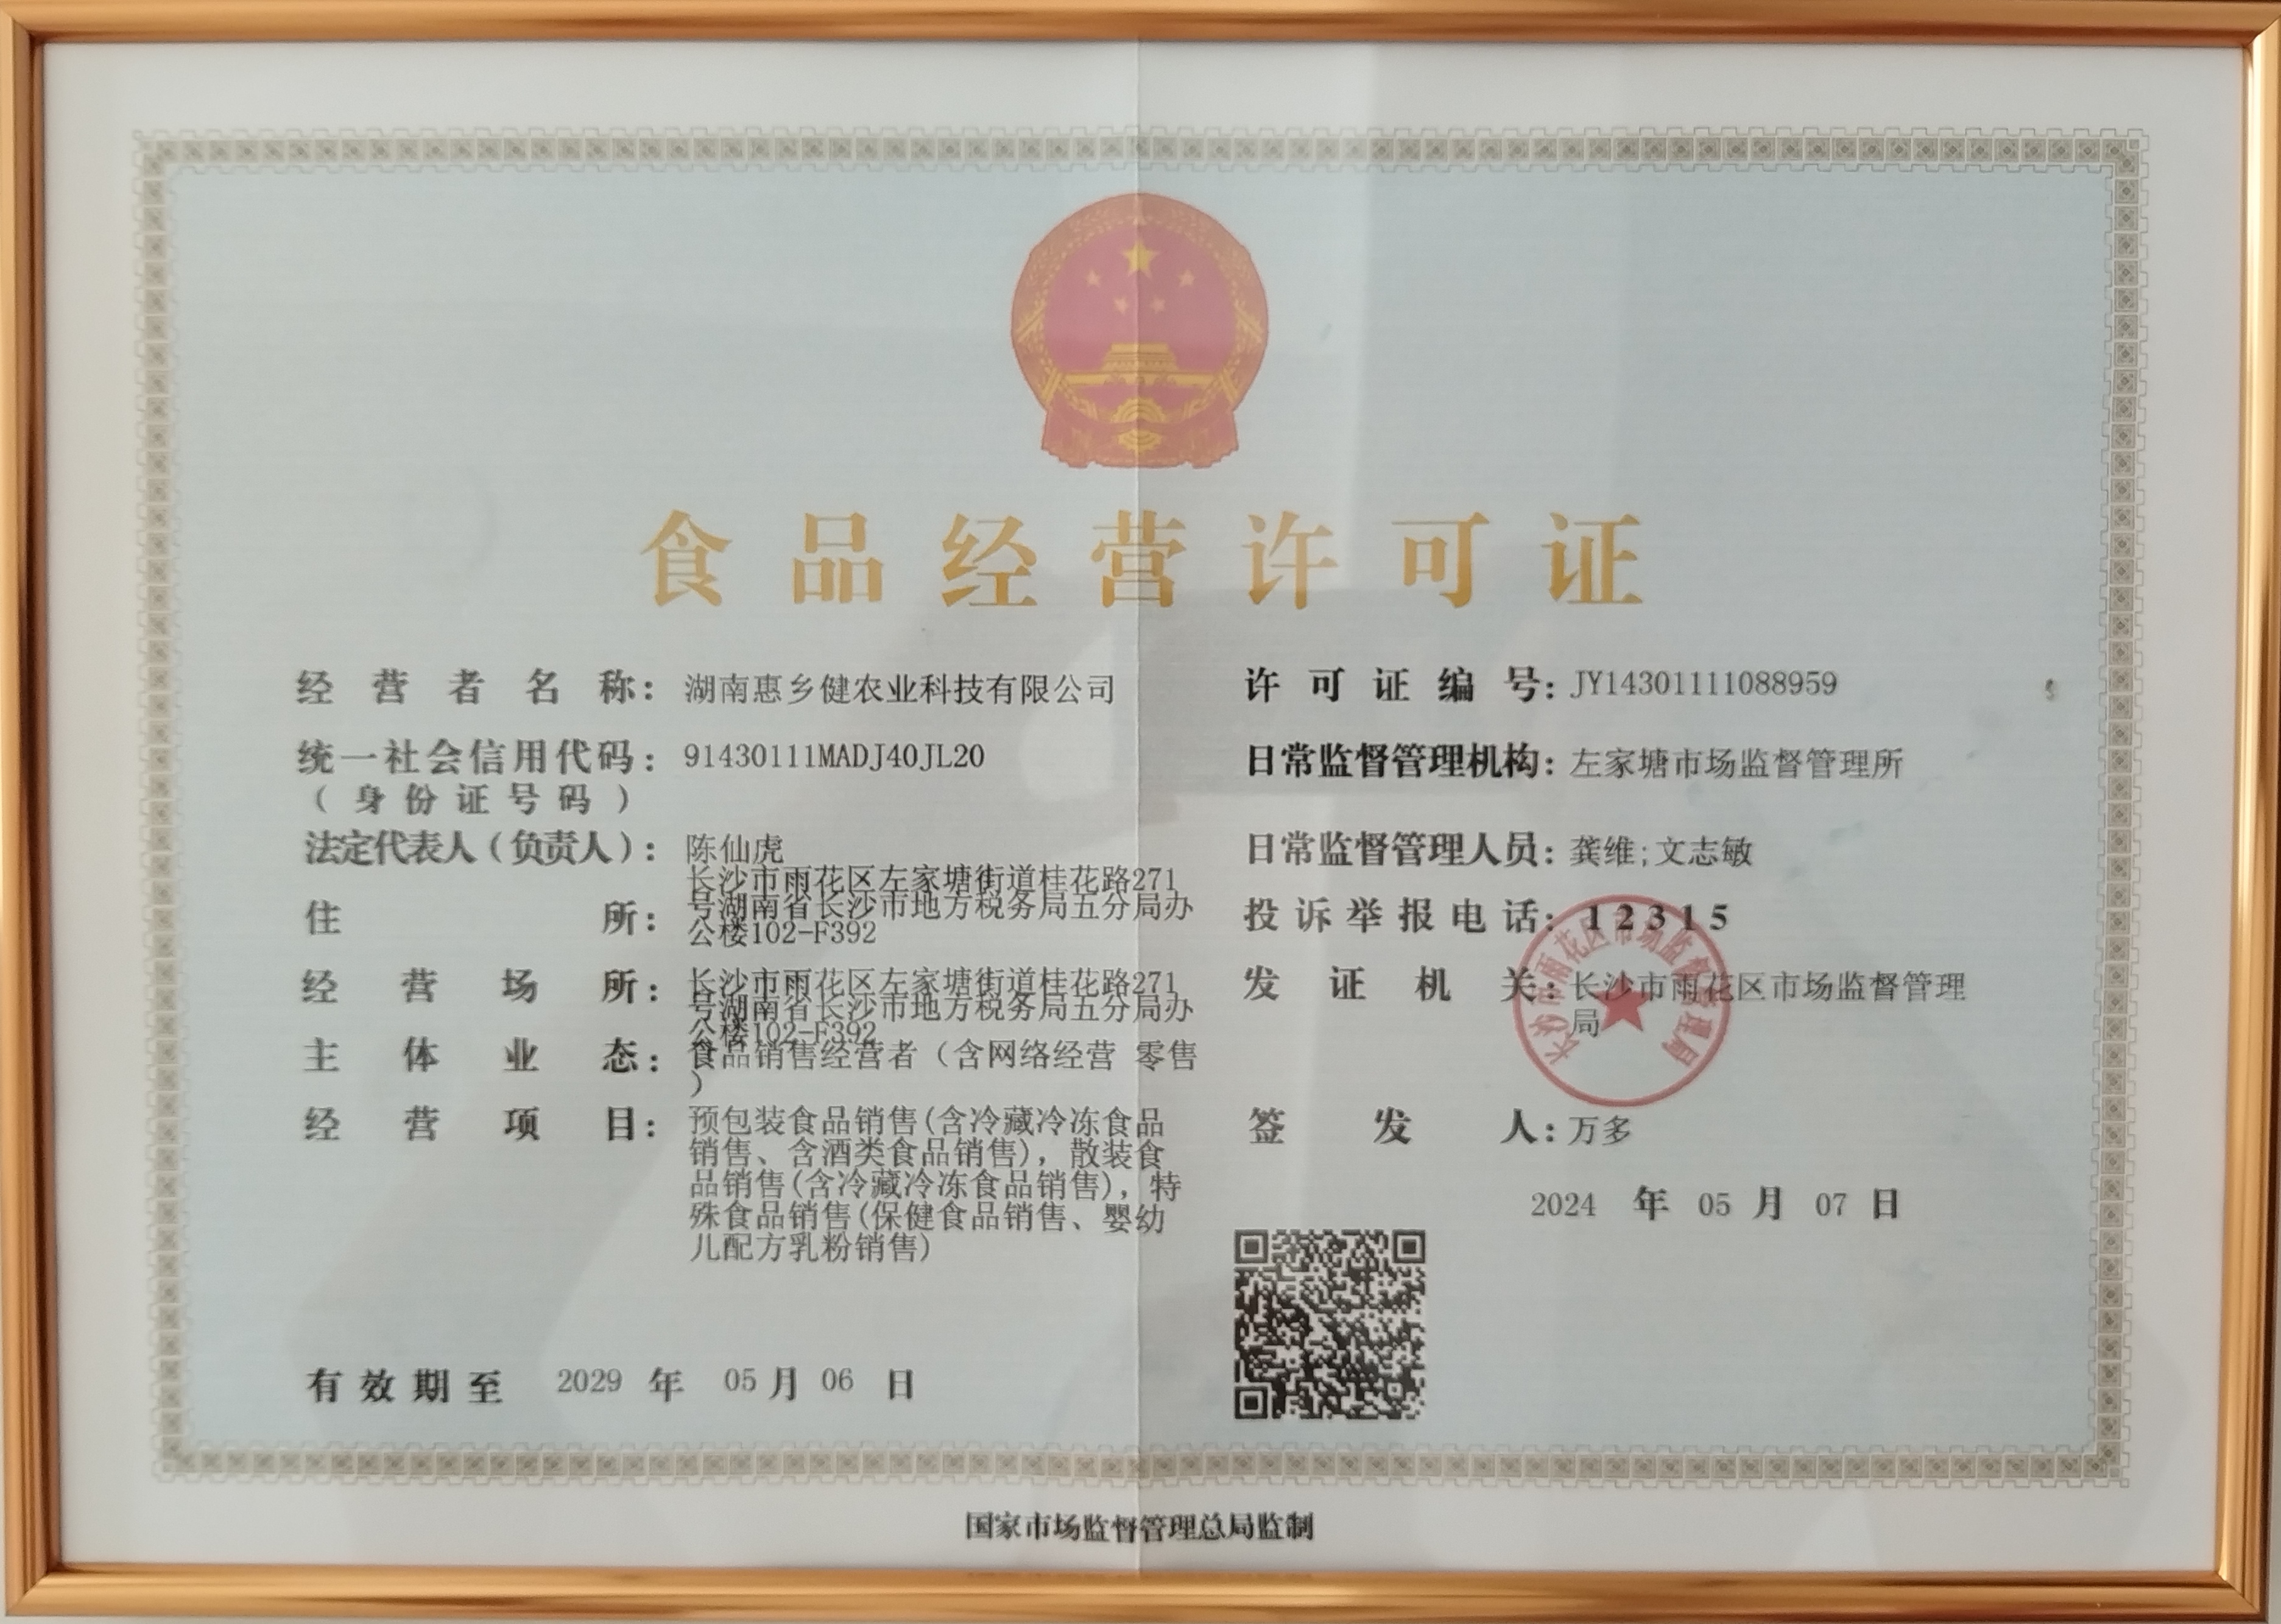 食品经营许可证
经营者名称：湖南惠乡健农业科技有限公司
统一社会信用代码：91430111MADJ40JL20
（身份证号码）
法定代表人（负责人）：陈仙虎
住所：长沙市雨花区左家塘街道桂花路271
号湖南省长沙市地方税务局五分局办
公楼102-F392
经营场所：长沙市雨花区左家塘街道桂花路271
号湖南省长沙市地方税务局五分局办
公楼102-F392
主体业态：食品销售经营者（含网络经营 零售
）
经营项目：预包装食品销售(含冷藏冷冻食品
销售、含酒类食品销售)，散装食
品销售(含冷藏冷冻食品销售)，特
殊食品销售(保健食品销售、婴幼
儿配方乳粉销售)
有效期至 2029 年 05 月 06 日
许可证编号：JY14301111088959
日常监督管理机构：左家塘市场监督管理所
日常监督管理人员：龚维;文志敏
投诉举报电话：12315
发证机关：长沙市雨花区市场监督管理
局
长沙市雨花区市场监督管理局
签发人：万多
2024 年 05 月 07 日
国家市场监督管理总局监制